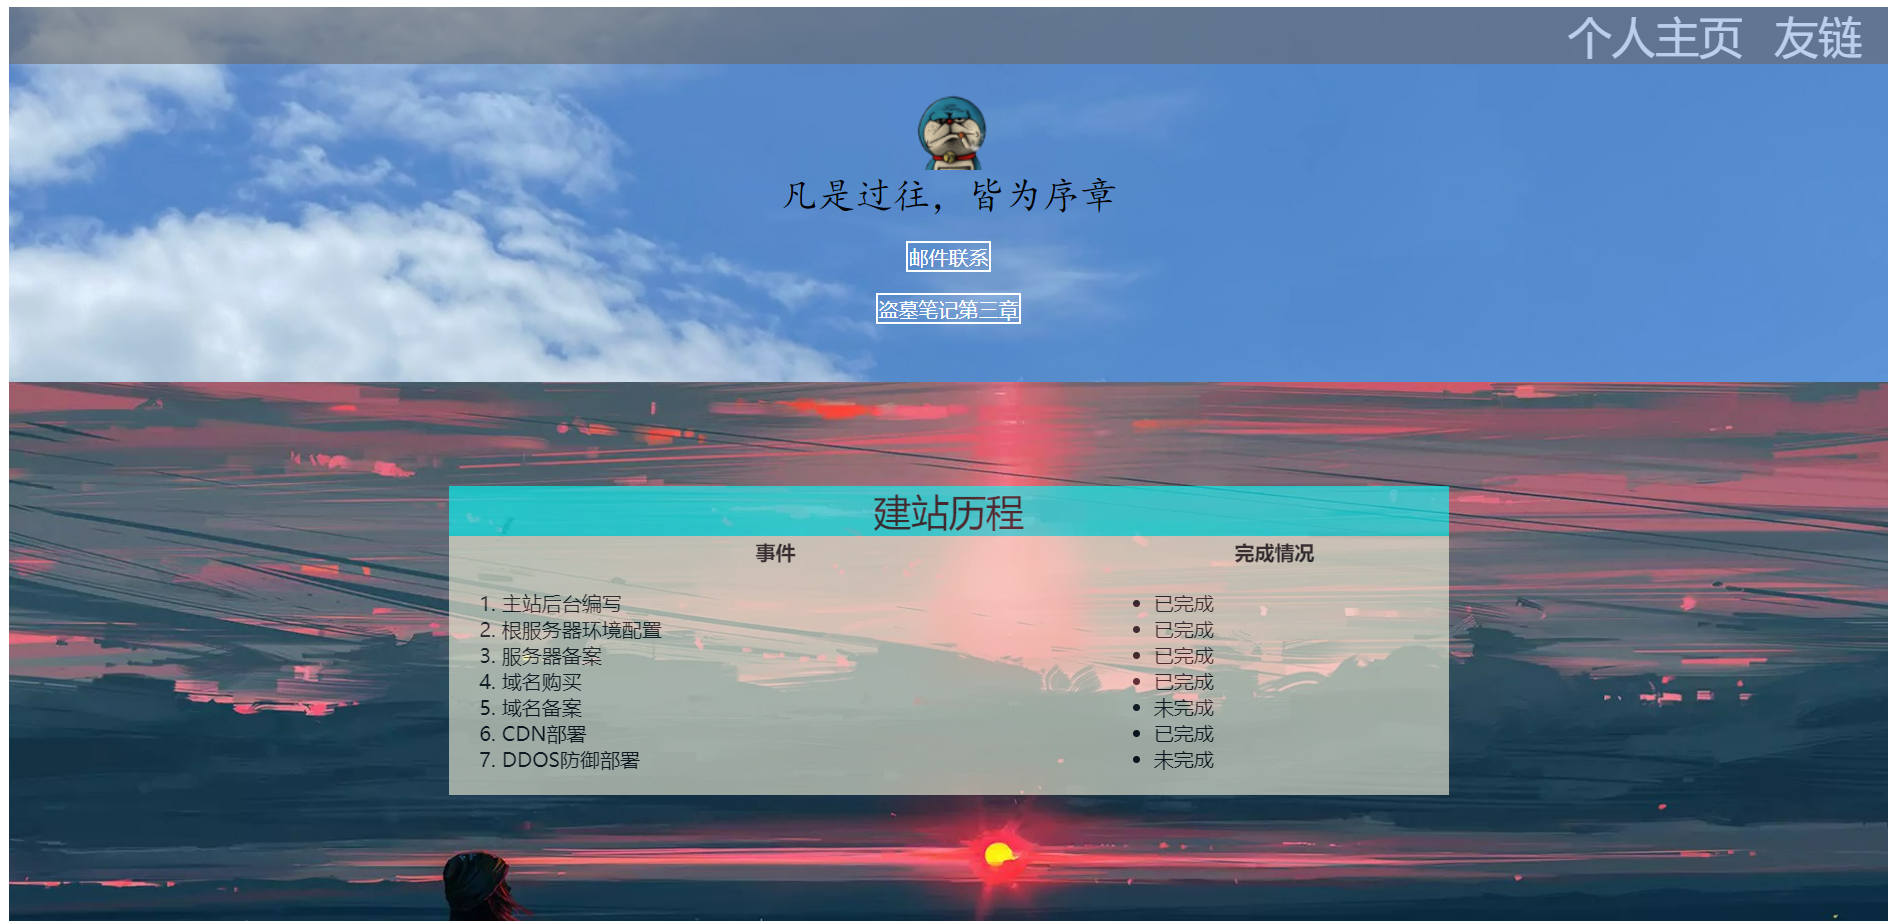 个人主页 友链
凡是过往，皆为序章
邮件联系
盗墓笔记第三章
建站历程
事件 完成情况
1. 主站后台编写 • 已完成
2. 根服务器环境配置 • 已完成
3. 服务器备案 • 已完成
4. 域名购买 • 已完成
5. 域名备案 • 未完成
6. CDN部署 • 已完成
7. DDOS防御部署 • 未完成